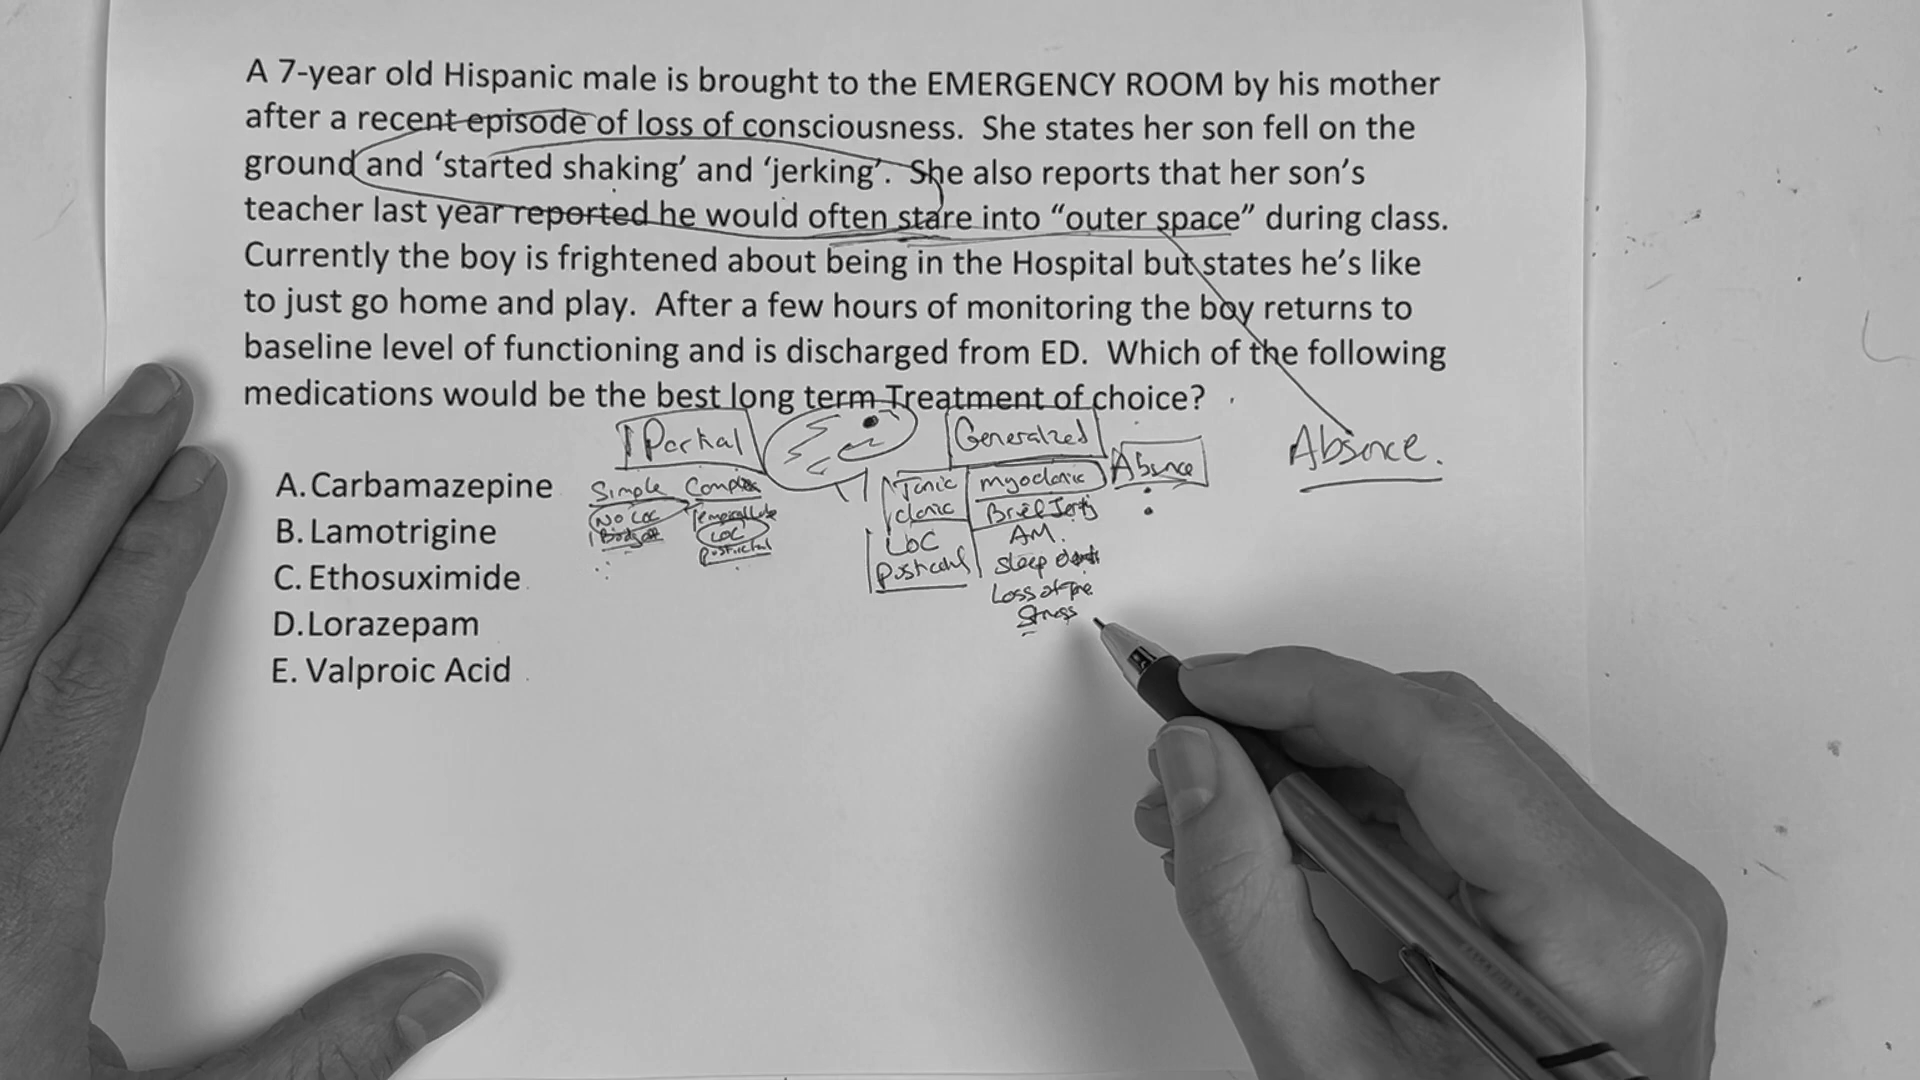 A 7-year old Hispanic male is brought to the EMERGENCY ROOM by his mother
after a recent episode of loss of consciousness. She states her son fell on the
ground and ‘started shaking’ and ‘jerking’. She also reports that her son’s
teacher last year reported he would often stare into “outer space” during class.
Currently the boy is frightened about being in the Hospital but states he’s like
to just go home and play. After a few hours of monitoring the boy returns to
baseline level of functioning and is discharged from ED. Which of the following
medications would be the best long term Treatment of choice?
A. Carbamazepine
B. Lamotrigine
C. Ethosuximide
D. Lorazepam
E. Valproic Acid
Partial
Simple Complex
No LOC
LOC
Generalized
Tonic
clonic
LOC
myoclonic
Brief Jerks
AM.
sleep
Loss of
Stress
Absence
Absence.